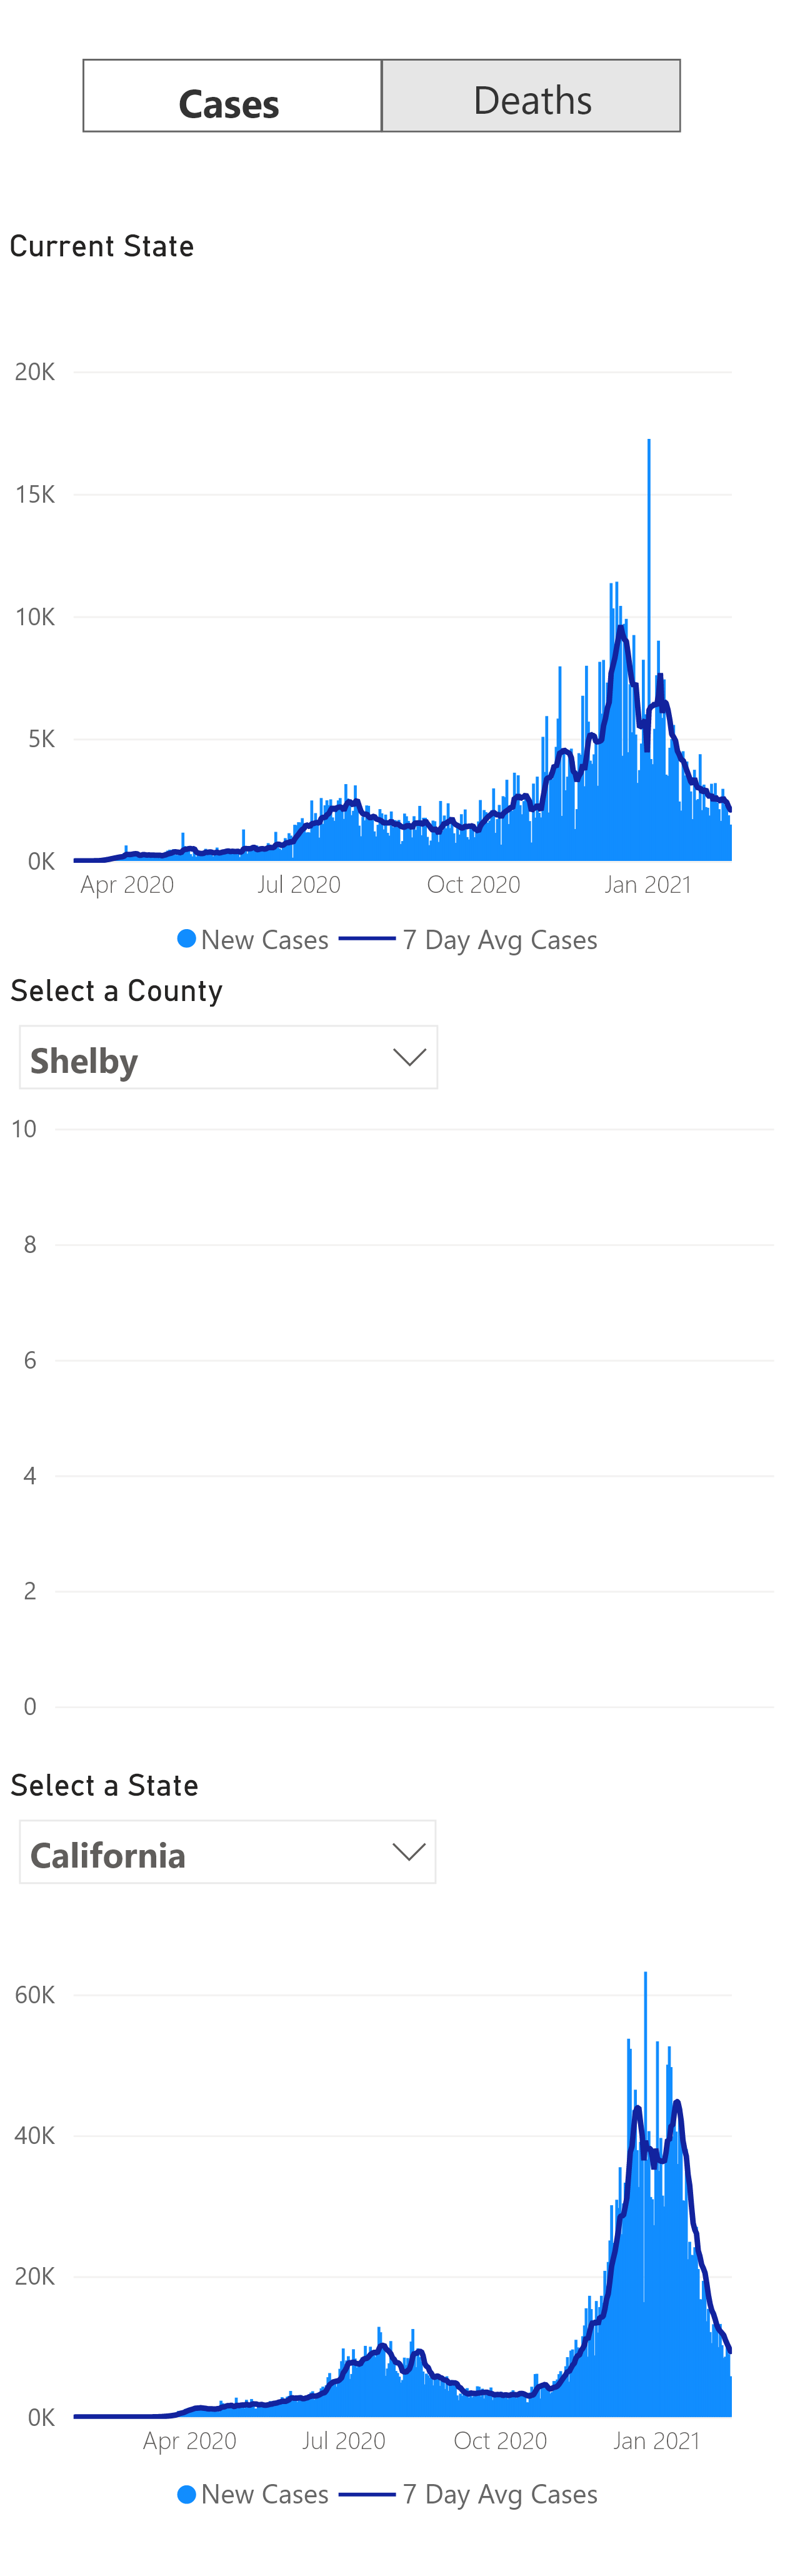 Cases Deaths
Current State
20K
15K
10K
5K
0K
Apr 2020 Jul 2020 Oct 2020 Jan 2021
New Cases 7 Day Avg Cases
Select a County
Shelby
10
8
6
4
2
0
Select a State
California
60K
40K
20K
0K
Apr 2020 Jul 2020 Oct 2020 Jan 2021
New Cases 7 Day Avg Cases